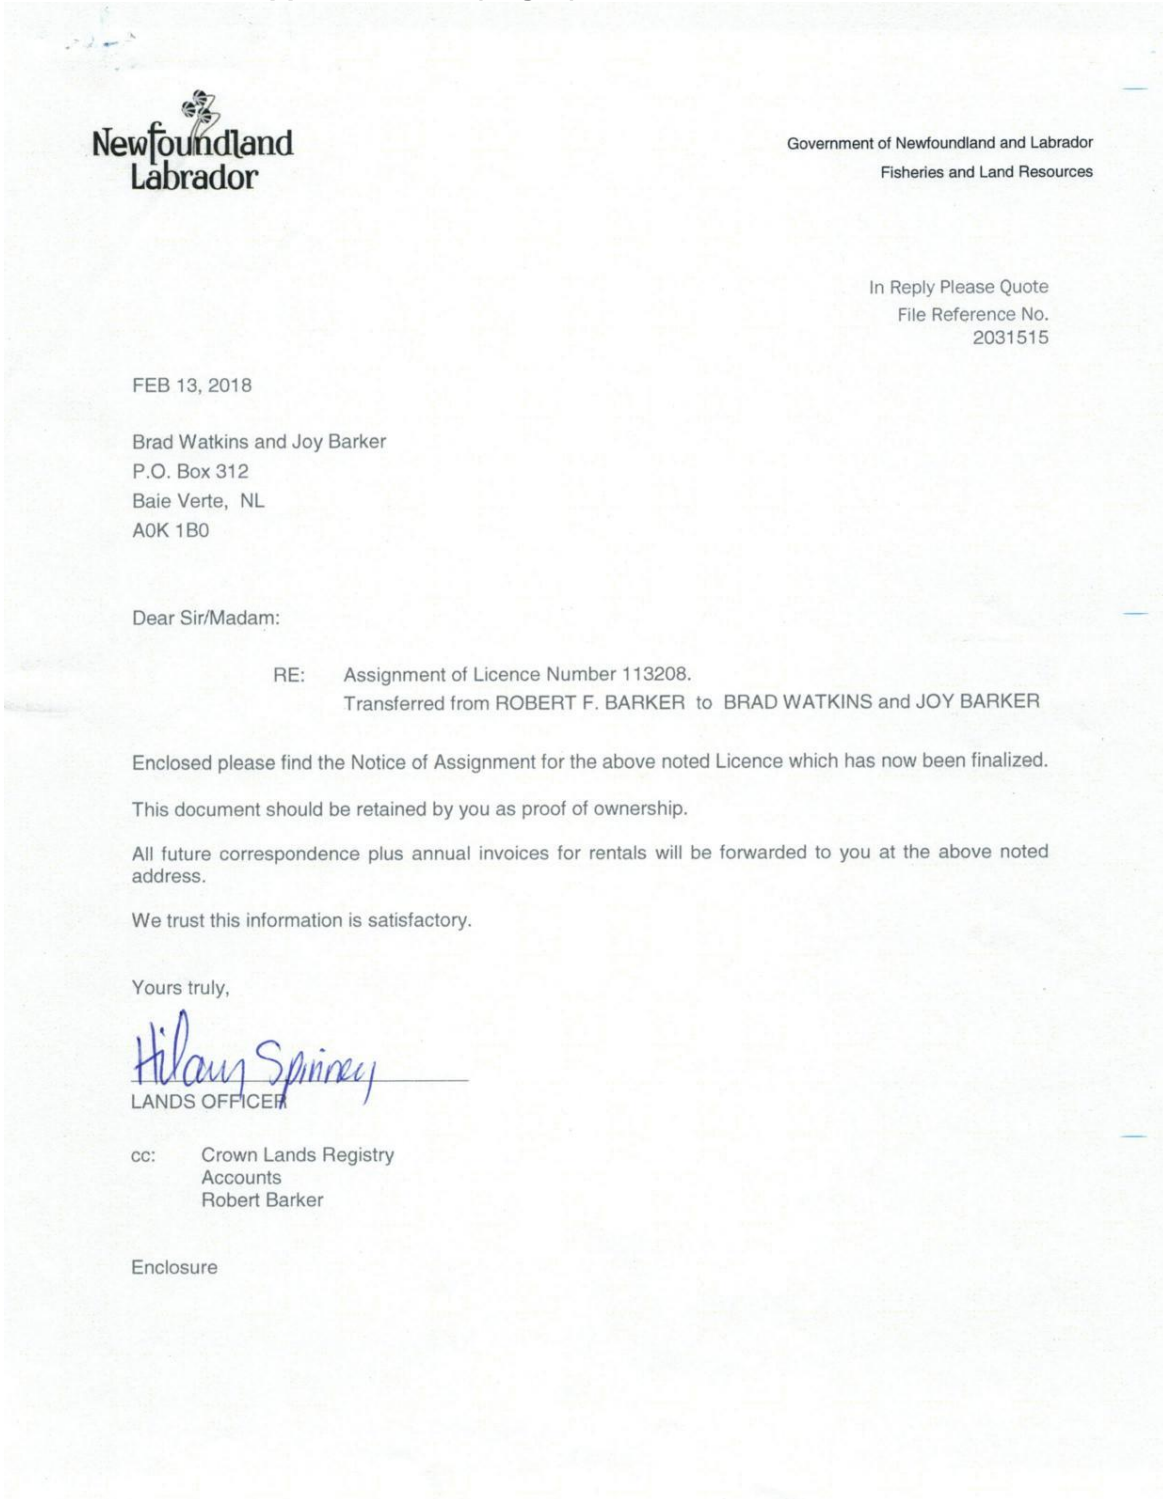 Newfoundland
Labrador
Government of Newfoundland and Labrador
Fisheries and Land Resources
In Reply Please Quote
File Reference No.
2031515
FEB 13, 2018
Brad Watkins and Joy Barker
P.O. Box 312
Baie Verte, NL
A0K 1B0
Dear Sir/Madam:
RE: Assignment of Licence Number 113208.
Transferred from ROBERT F. BARKER to BRAD WATKINS and JOY BARKER
Enclosed please find the Notice of Assignment for the above noted Licence which has now been finalized.
This document should be retained by you as proof of ownership.
All future correspondence plus annual invoices for rentals will be forwarded to you at the above noted
address.
We trust this information is satisfactory.
Yours truly,
Hilary Spinney
LANDS OFFICER
cc: Crown Lands Registry
Accounts
Robert Barker
Enclosure